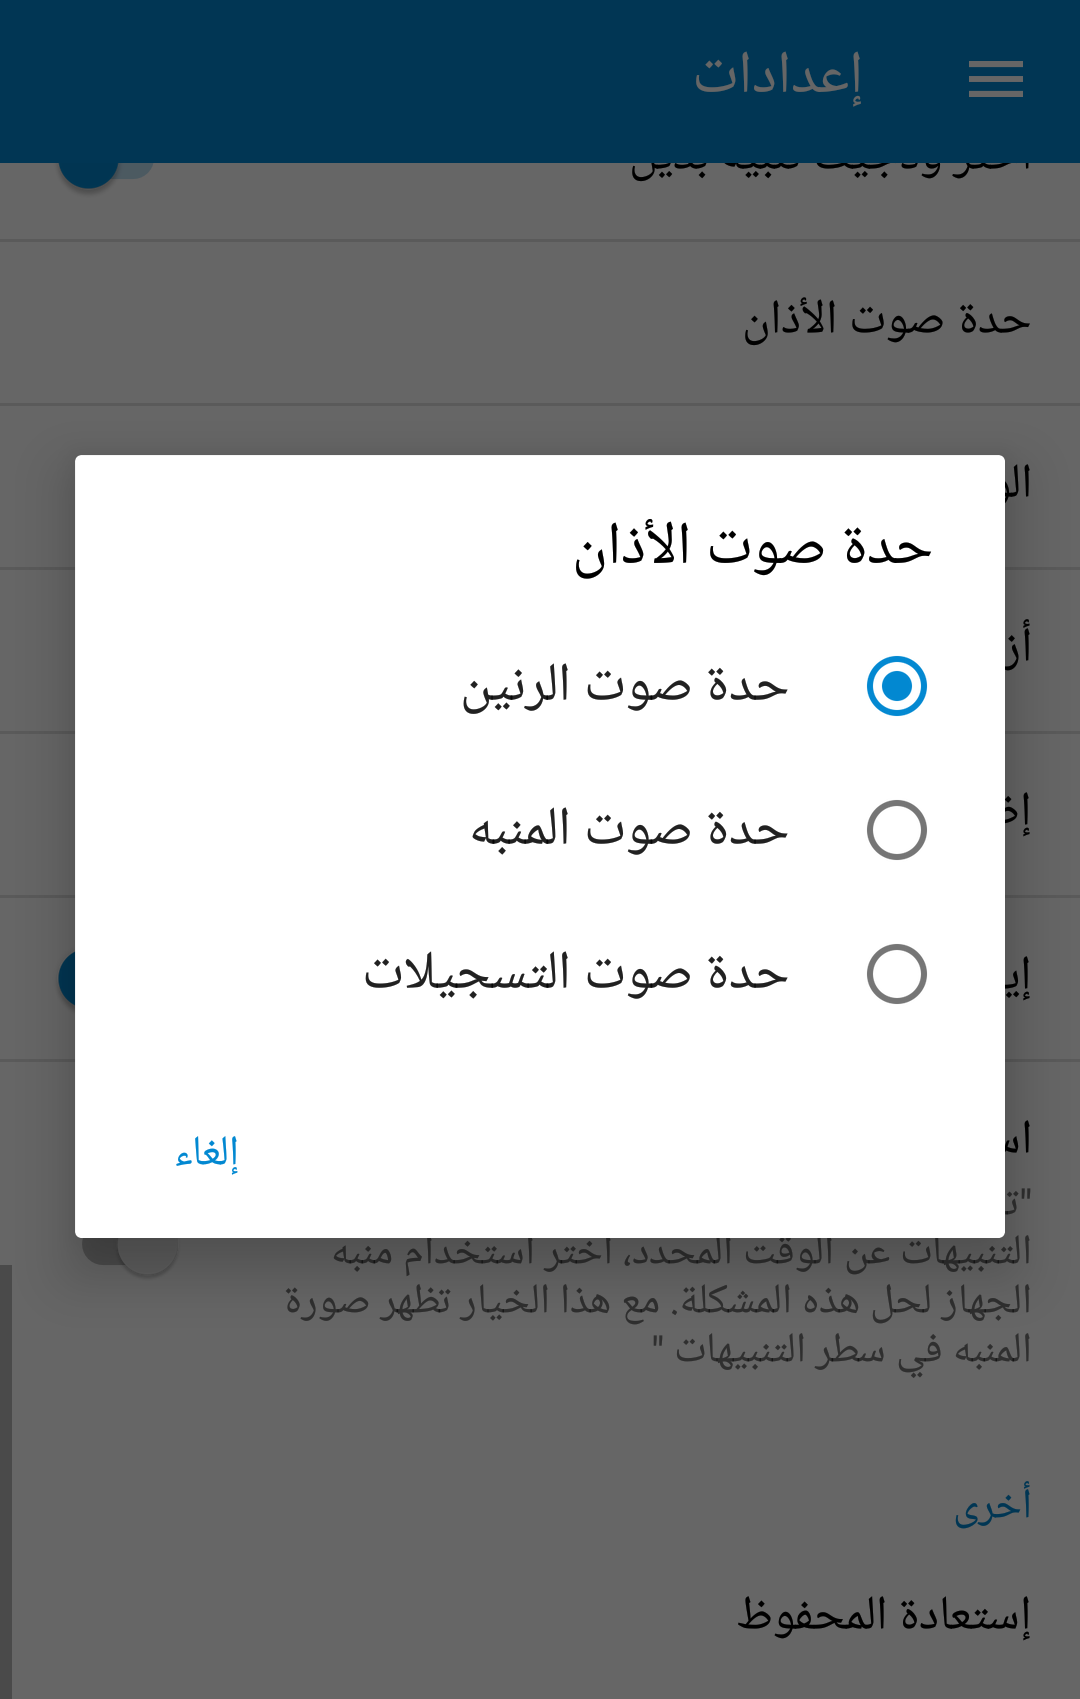 إعدادات
حدة صوت الأذان
حدة صوت الأذان
حدة صوت الرنين
حدة صوت المنبه
حدة صوت التسجيلات
إلغاء
التنبيهات عن الوقت المحدد، اختر استخدام منبه
الجهاز لحل هذه المشكلة. مع هذا الخيار تظهر صورة
المنبه في سطر التنبيهات "
أخرى
إستعادة المحفوظ